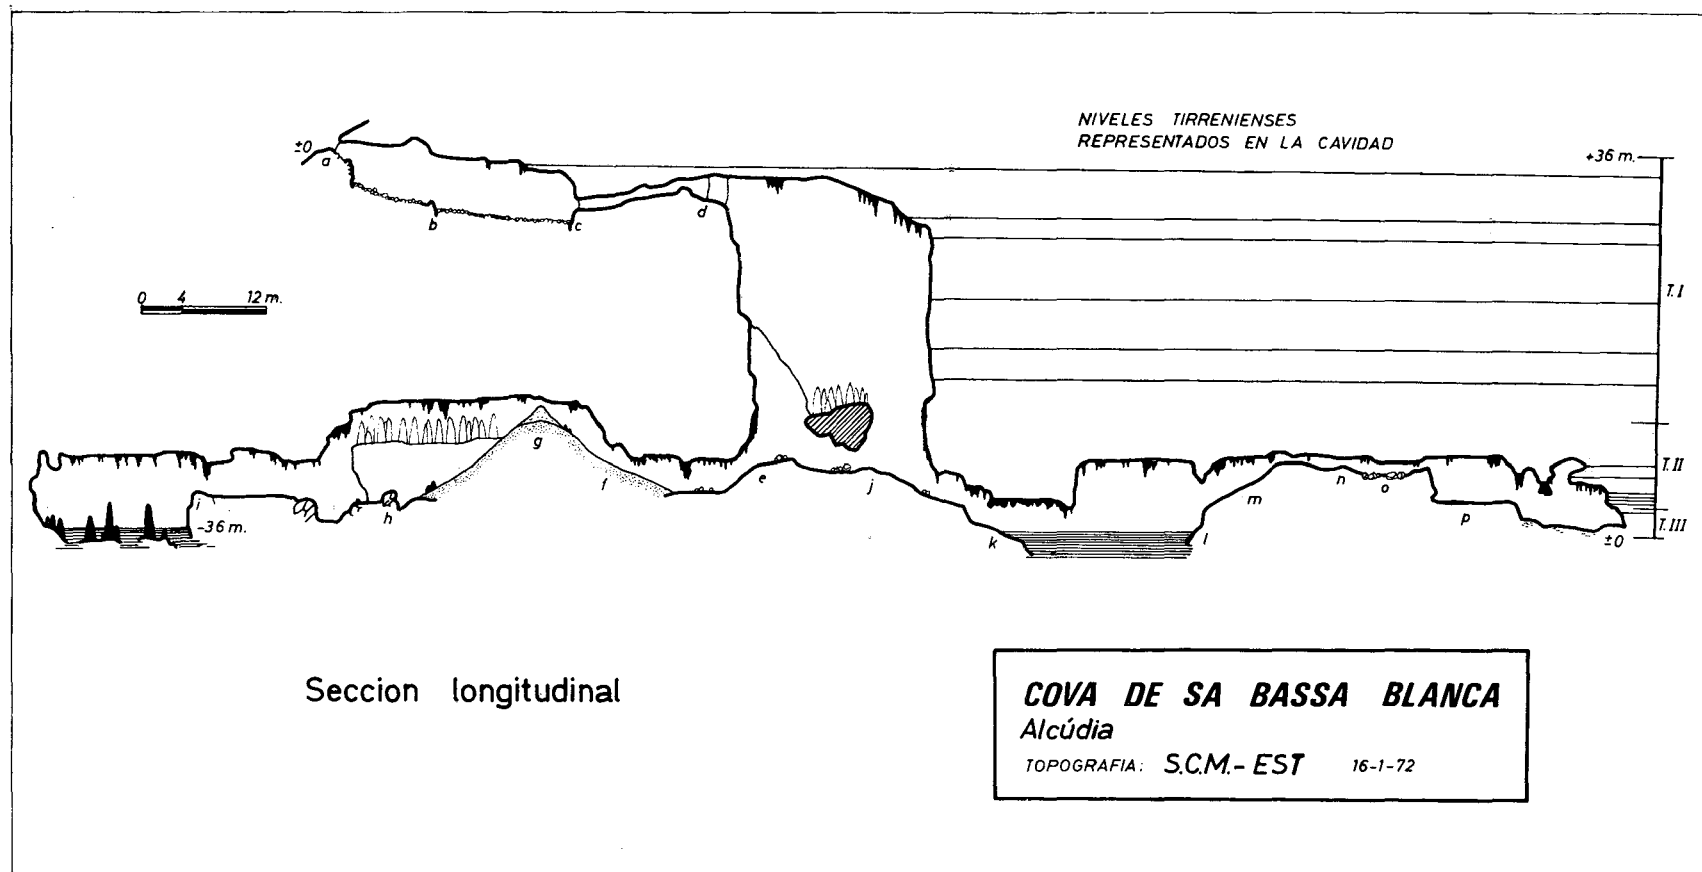 NIVELES TIRRENIENSES
REPRESENTADOS EN LA CAVIDAD
+36 m.
±0
a
b
c
d
0 4 12 m.
T.I
g
f
e
j
T.II
i
h
-36 m.
k
l
m
n
o
p
T.III
±0
Seccion longitudinal
COVA DE SA BASSA BLANCA
Alcúdia
TOPOGRAFIA: S.C.M.-EST 16-1-72